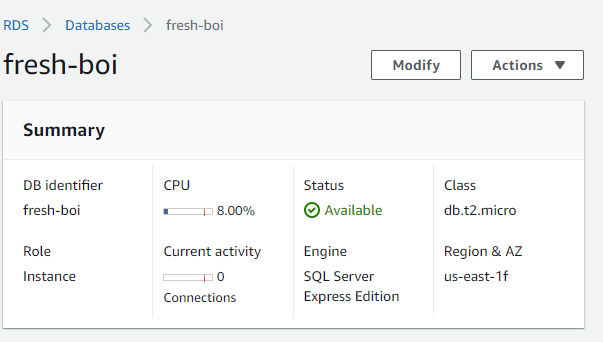 RDS Databases fresh-boi
fresh-boi
Modify Actions
Summary
DB identifier CPU Status Class
fresh-boi 8.00% Available db.t2.micro
Role Current activity Engine Region & AZ
Instance 0 SQL Server us-east-1f
Connections Express Edition